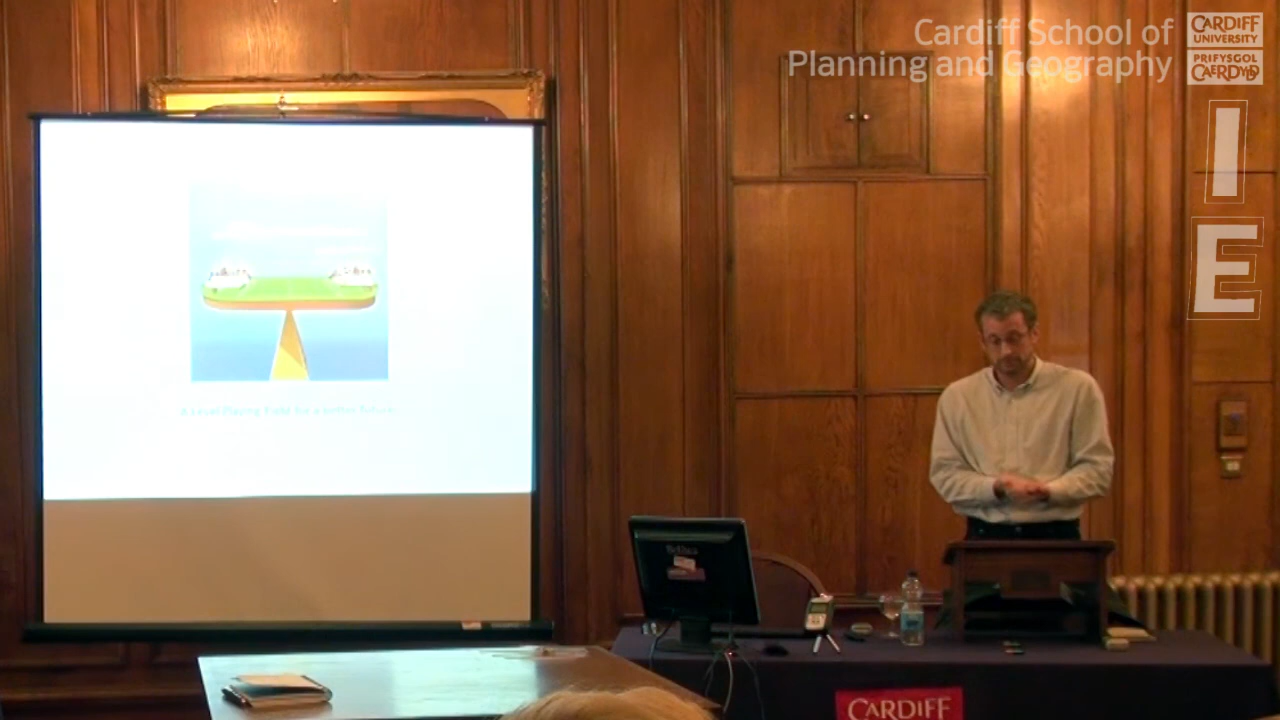 Cardiff School of
Planning and Geography
CARDIFF
UNIVERSITY
PRIFYSGOL
CAERDYDD
I
E
A Level Playing Field for a better future
CARDIFF